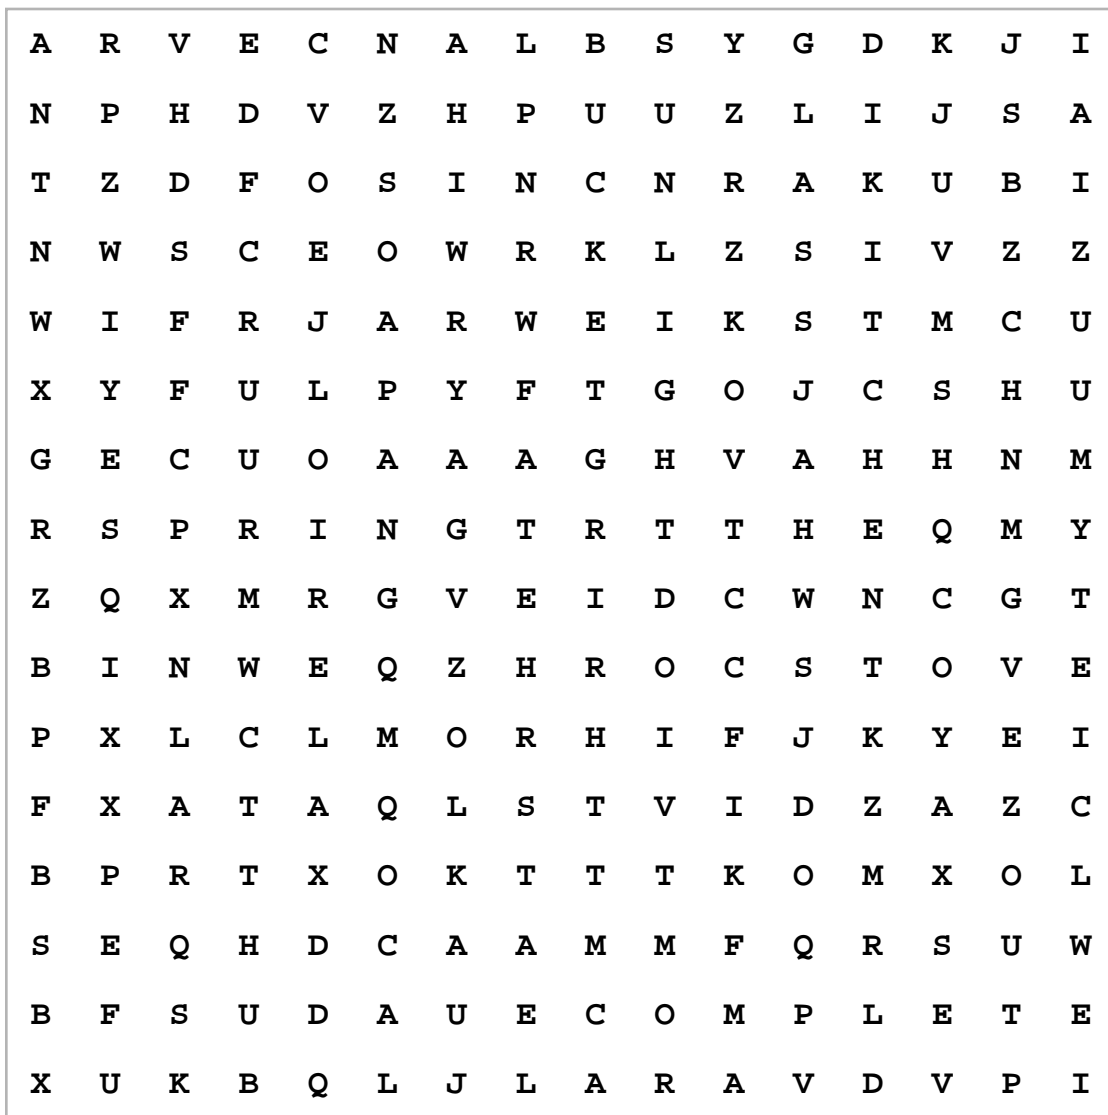 A R V E C N A L B S Y G D K J I
N P H D V Z H P U U Z L I J S A
T Z D F O S I N C N R A K U B I
N W S C E O W R K L Z S I V Z Z
W I F R J A R W E I K S T M C U
X Y F U L P Y F T G O J C S H U
G E C U O A A A G H V A H H N M
R S P R I N G T R T T H E Q M Y
Z Q X M R G V E I D C W N C G T
B I N W E Q Z H R O C S T O V E
P X L C L M O R H I F J K Y E I
F X A T A Q L S T V I D Z A Z C
B P R T X O K T T T K O M X O L
S E Q H D C A A M M F Q R S U W
B F S U D A U E C O M P L E T E
X U K B Q L J L A R A V D V P I